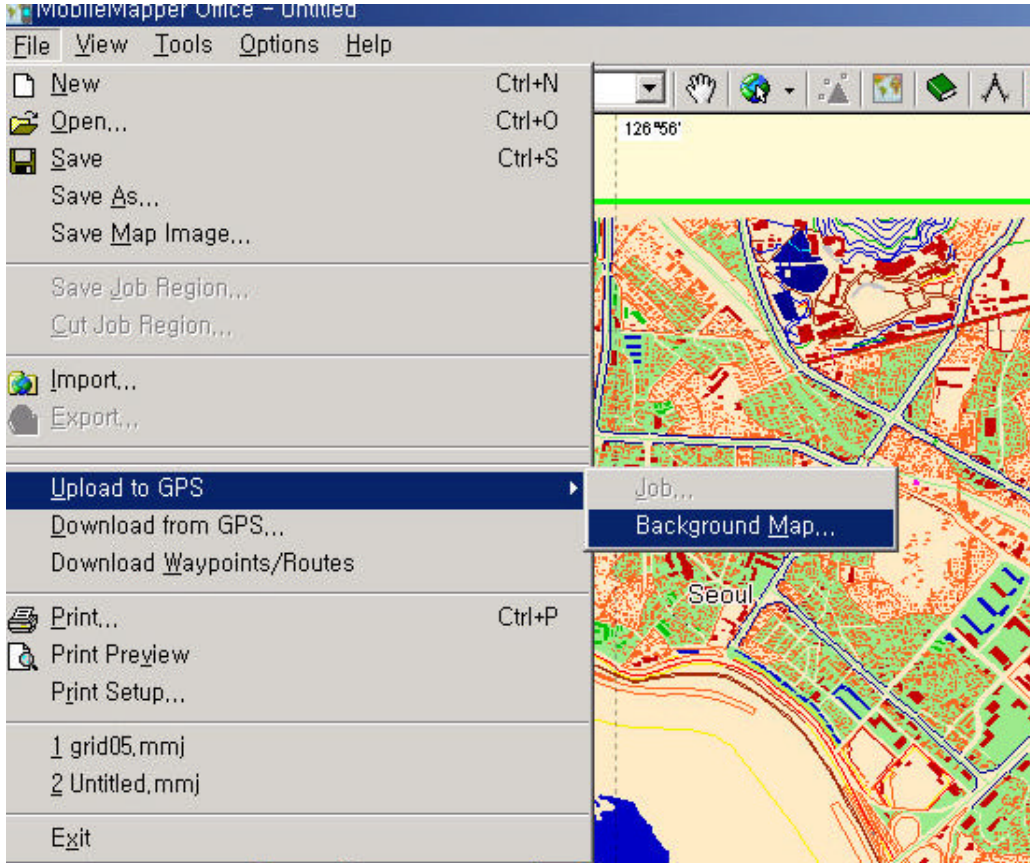 MobileMapper Office - Untitled
File View Tools Options Help
New Ctrl+N
Open... Ctrl+O
Save Ctrl+S
Save As...
Save Map Image...
Save Job Region...
Cut Job Region...
Import...
Export...
Upload to GPS
Download from GPS...
Download Waypoints/Routes
Print... Ctrl+P
Print Preview
Print Setup...
1 grid05.mmj
2 Untitled.mmj
Exit
Job...
Background Map...
126°56'
Seoul